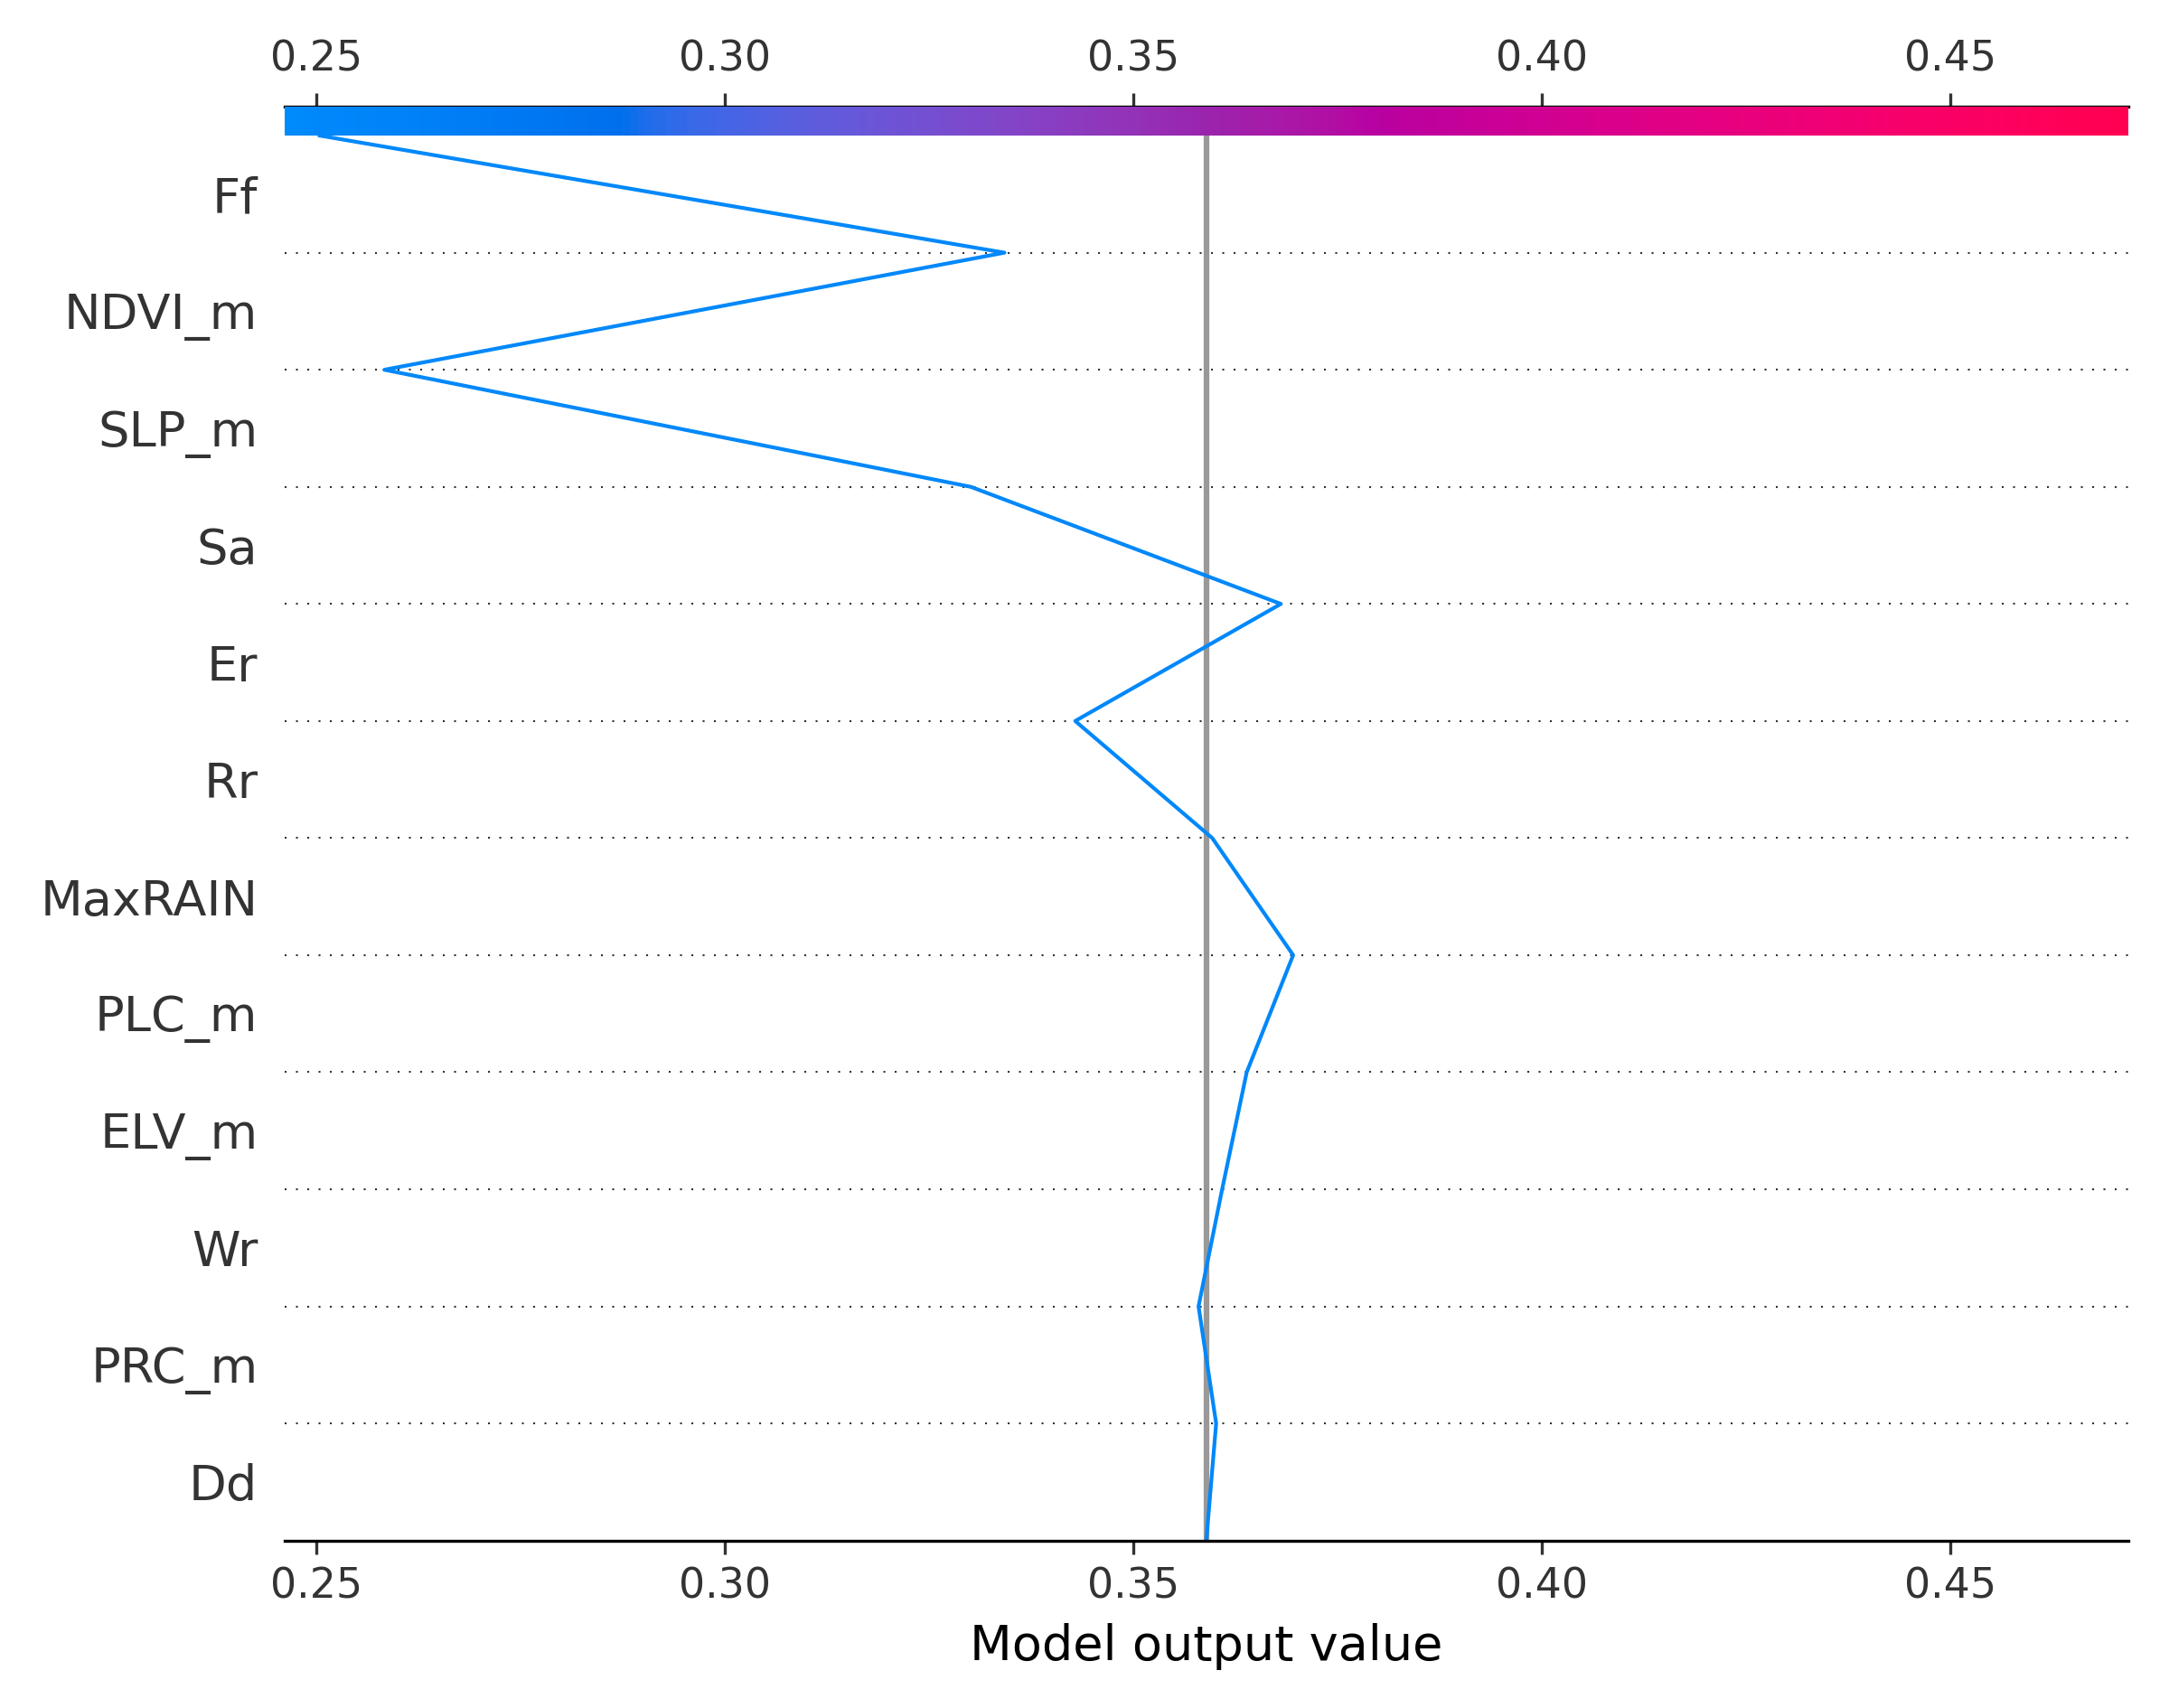 0.25 0.30 0.35 0.40 0.45
Ff
NDVI_m
SLP_m
Sa
Er
Rr
MaxRAIN
PLC_m
ELV_m
Wr
PRC_m
Dd
0.25 0.30 0.35 0.40 0.45
Model output value